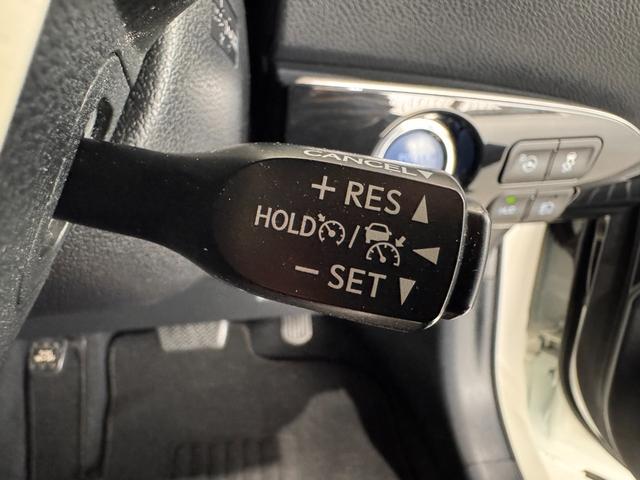 CANCEL
+ RES
HOLD /
- SET